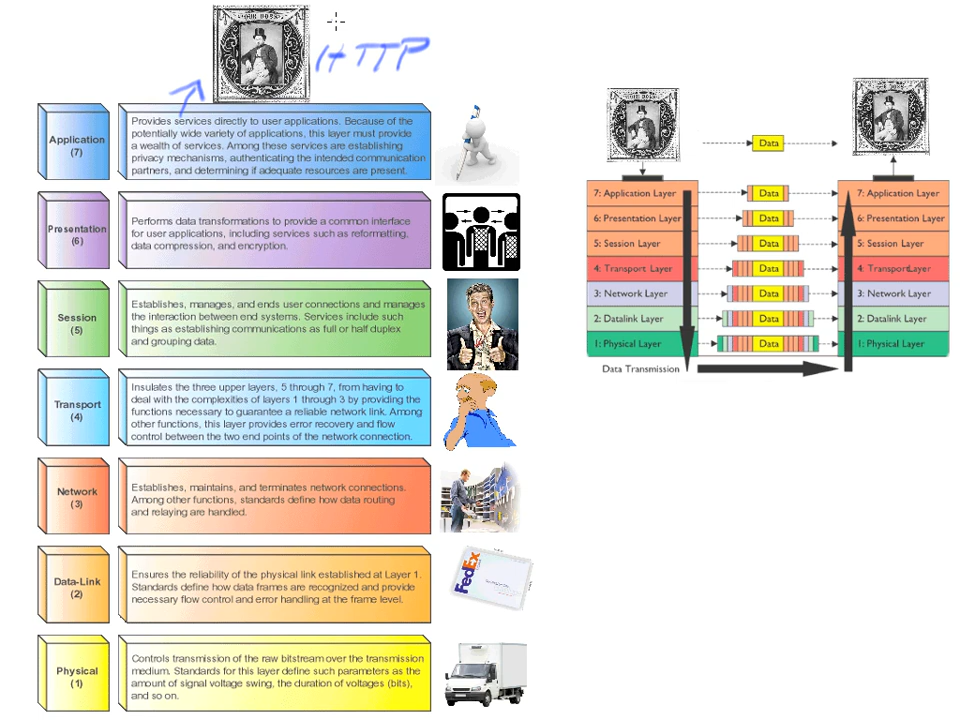 HTTP
Application
(7)
Provides services directly to user applications. Because of the
potentially wide variety of applications, this layer must provide
a wealth of services. Among these services are establishing
privacy mechanisms, authenticating the intended communication
partners, and determining if adequate resources are present.
Presentation
(6)
Performs data transformations to provide a common interface
for user applications, including services such as reformatting,
data compression, and encryption.
Session
(5)
Establishes, manages, and ends user connections and manages
the interaction between end systems. Services include such
things as establishing communications as full or half duplex
and grouping data.
Transport
(4)
Insulates the three upper layers, 5 through 7, from having to
deal with the complexities of layers 1 through 3 by providing the
functions necessary to guarantee a reliable network link. Among
other functions, this layer provides error recovery and flow
control between the two end points of the network connection.
Network
(3)
Establishes, maintains, and terminates network connections.
Among other functions, standards define how data routing
and relaying are handled.
Data-Link
(2)
Ensures the reliability of the physical link established at Layer 1.
Standards define how data frames are recognized and provide
necessary flow control and error handling at the frame level.
FedEx
Physical
(1)
Controls transmission of the raw bitstream over the transmission
medium. Standards for this layer define such parameters as the
amount of signal voltage swing, the duration of voltages (bits),
and so on.
Data
7: Application Layer Data 7: Application Layer
6: Presentation Layer Data 6: Presentation Layer
5: Session Layer Data 5: Session Layer
4: Transport Layer Data 4: TransportLayer
3: Network Layer Data 3: Network Layer
2: Datalink Layer Data 2: Datalink Layer
1: Physical Layer Data 1: Physical Layer
Data Transmission